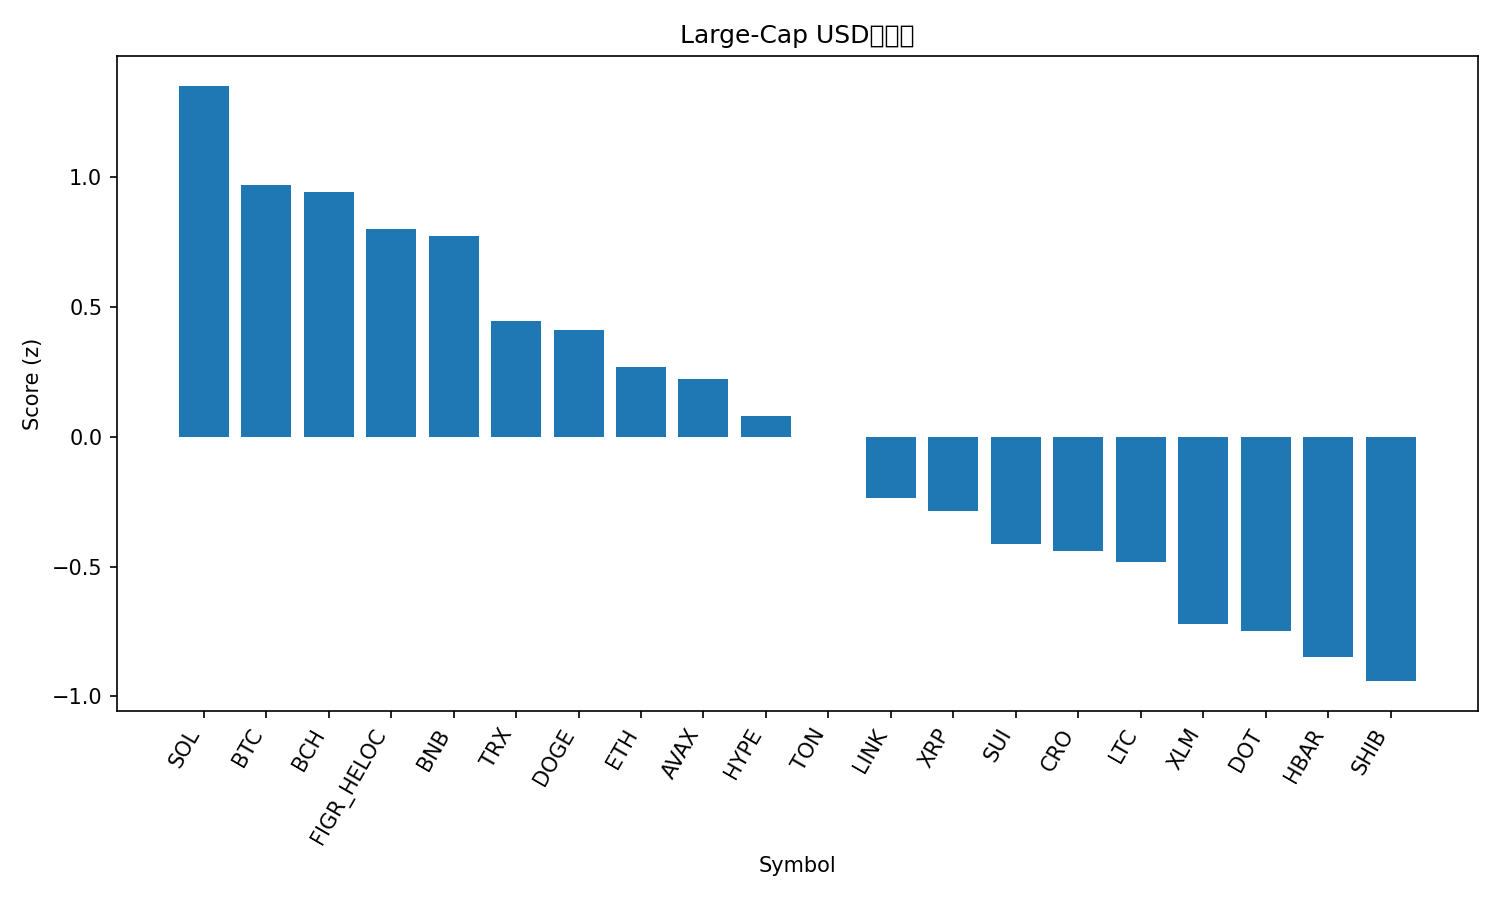 Large-Cap USD
Score (z)
1.0
0.5
0.0
−0.5
−1.0
SOL
BTC
BCH
FIGR_HELOC
BNB
TRX
DOGE
ETH
AVAX
HYPE
TON
LINK
XRP
SUI
CRO
LTC
XLM
DOT
HBAR
SHIB
Symbol